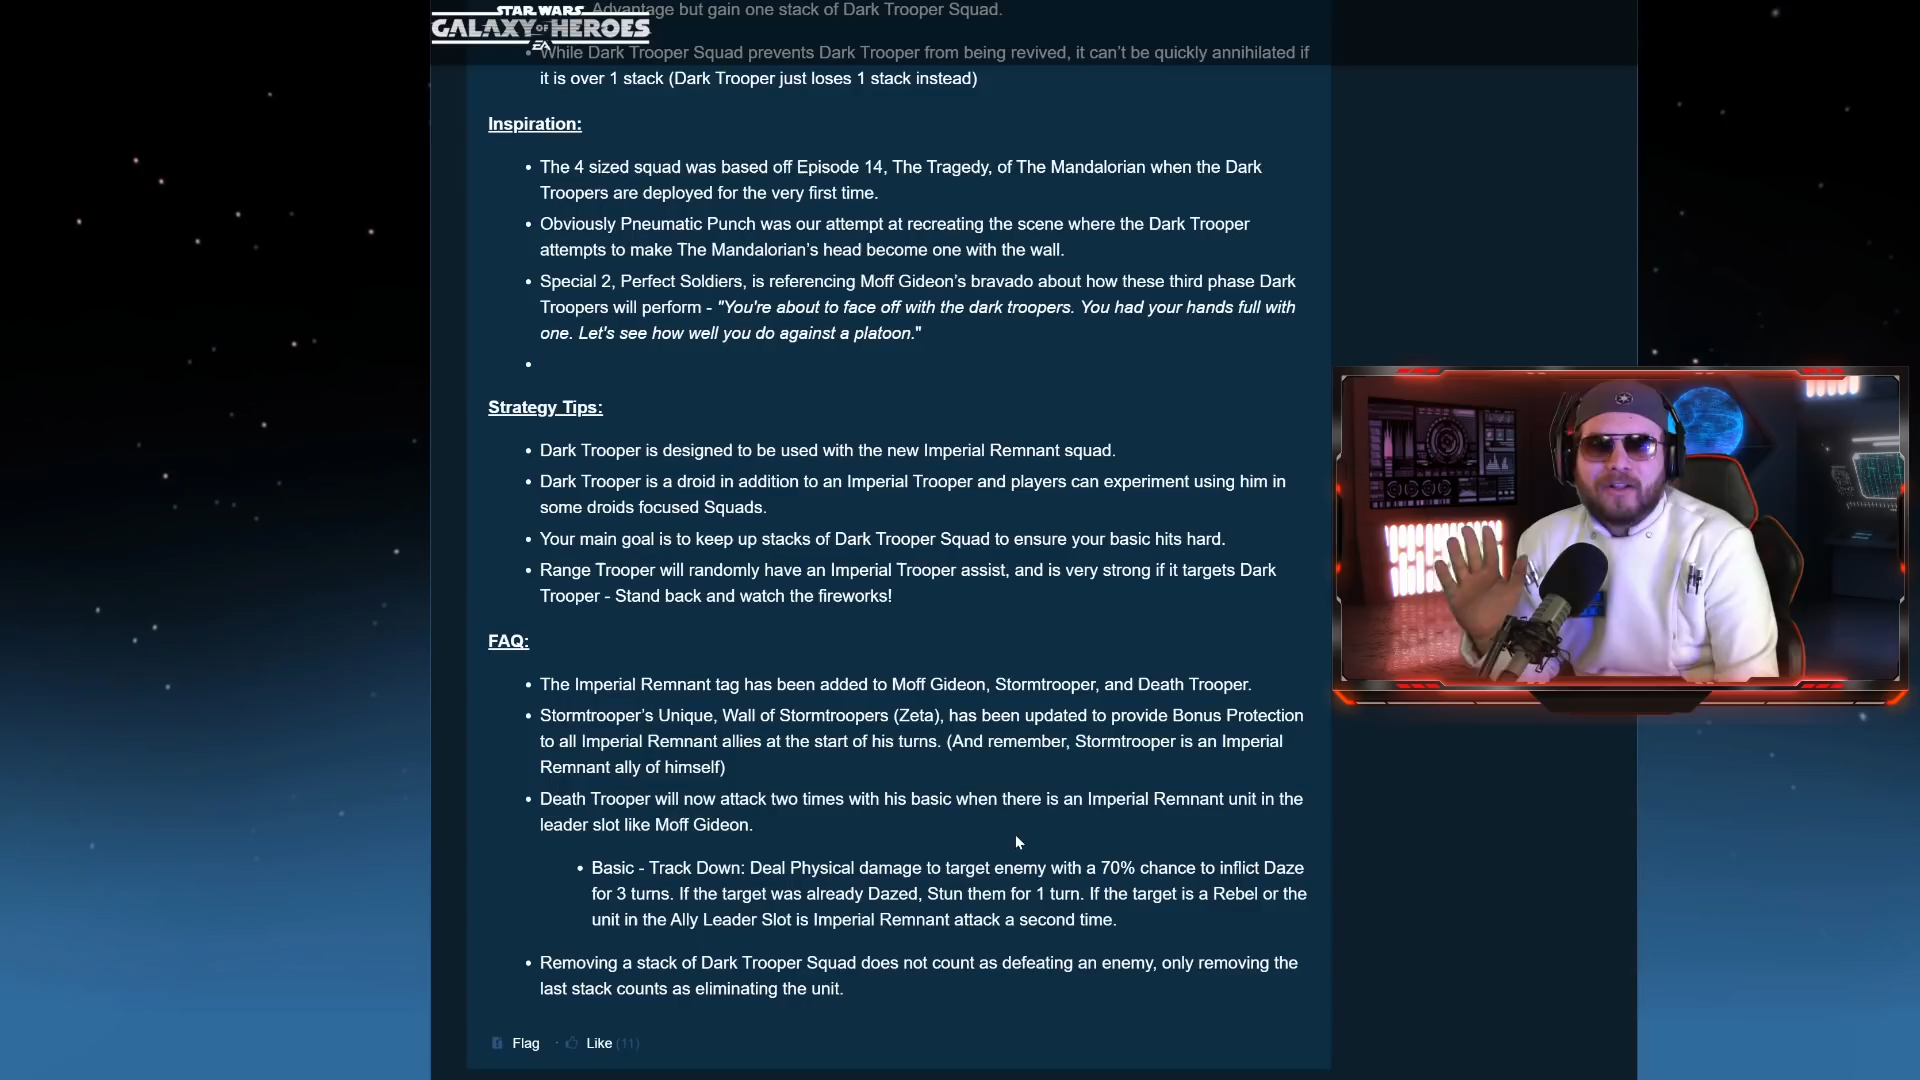 STAR WARS
GALAXY OF HEROES
EA
Advantage but gain one stack of Dark Trooper Squad.
• While Dark Trooper Squad prevents Dark Trooper from being revived, it can't be quickly annihilated if
it is over 1 stack (Dark Trooper just loses 1 stack instead)
Inspiration:
• The 4 sized squad was based off Episode 14, The Tragedy, of The Mandalorian when the Dark
Troopers are deployed for the very first time.
• Obviously Pneumatic Punch was our attempt at recreating the scene where the Dark Trooper
attempts to make The Mandalorian's head become one with the wall.
• Special 2, Perfect Soldiers, is referencing Moff Gideon's bravado about how these third phase Dark
Troopers will perform - "You're about to face off with the dark troopers. You had your hands full with
one. Let's see how well you do against a platoon."
•
Strategy Tips:
• Dark Trooper is designed to be used with the new Imperial Remnant squad.
• Dark Trooper is a droid in addition to an Imperial Trooper and players can experiment using him in
some droids focused Squads.
• Your main goal is to keep up stacks of Dark Trooper Squad to ensure your basic hits hard.
• Range Trooper will randomly have an Imperial Trooper assist, and is very strong if it targets Dark
Trooper - Stand back and watch the fireworks!
FAQ:
• The Imperial Remnant tag has been added to Moff Gideon, Stormtrooper, and Death Trooper.
• Stormtrooper's Unique, Wall of Stormtroopers (Zeta), has been updated to provide Bonus Protection
to all Imperial Remnant allies at the start of his turns. (And remember, Stormtrooper is an Imperial
Remnant ally of himself)
• Death Trooper will now attack two times with his basic when there is an Imperial Remnant unit in the
leader slot like Moff Gideon.
• Basic - Track Down: Deal Physical damage to target enemy with a 70% chance to inflict Daze
for 3 turns. If the target was already Dazed, Stun them for 1 turn. If the target is a Rebel or the
unit in the Ally Leader Slot is Imperial Remnant attack a second time.
• Removing a stack of Dark Trooper Squad does not count as defeating an enemy, only removing the
last stack counts as eliminating the unit.
Flag · Like (11)